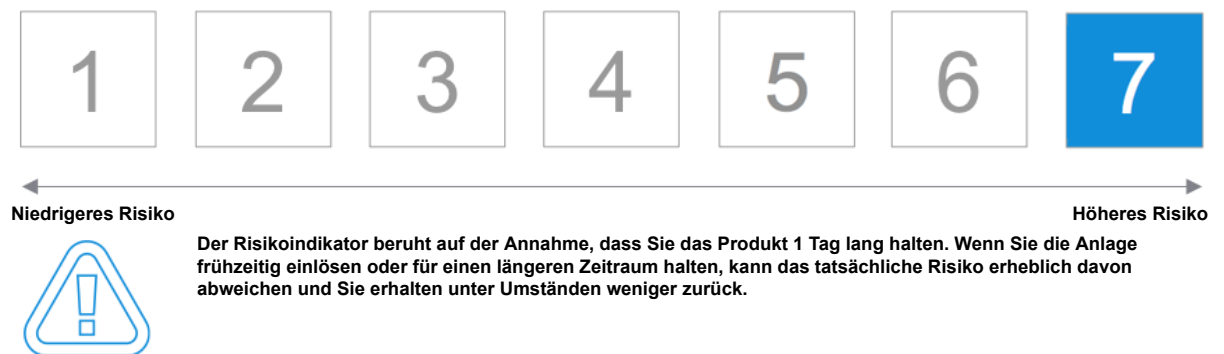 1 2 3 4 5 6 7
Niedrigeres Risiko Höheres Risiko
Der Risikoindikator beruht auf der Annahme, dass Sie das Produkt 1 Tag lang halten. Wenn Sie die Anlage
frühzeitig einlösen oder für einen längeren Zeitraum halten, kann das tatsächliche Risiko erheblich davon
abweichen und Sie erhalten unter Umständen weniger zurück.